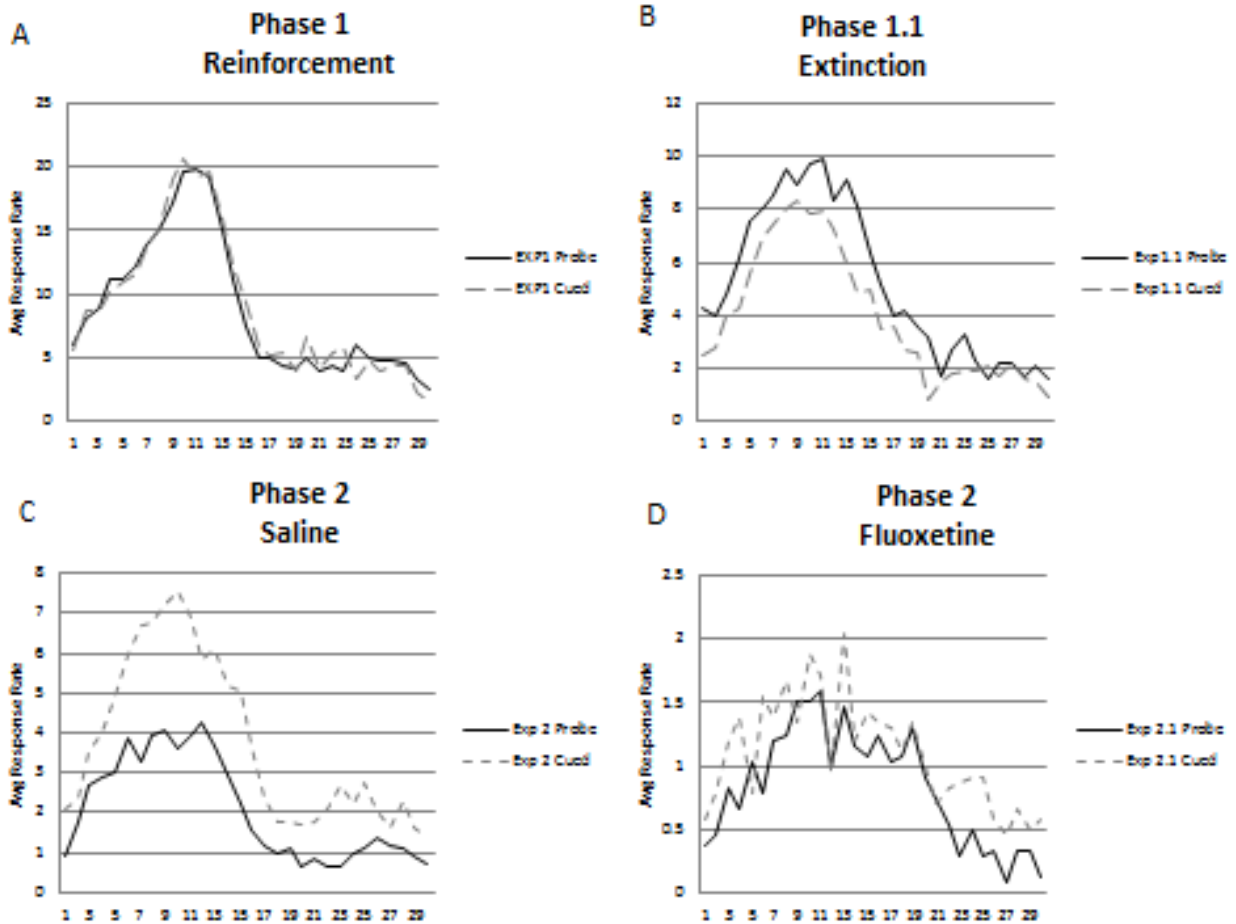 A
Phase 1
Reinforcement
25
20
15
10
5
0
Avg Response Rate
1 3 5 7 9 11 13 15 17 19 21 23 25 27 29
EXP1 Probe
EXP1 Cued
B
Phase 1.1
Extinction
12
10
8
6
4
2
0
Avg Response Rate
1 3 5 7 9 11 13 15 17 19 21 23 25 27 29
Exp1.1 Probe
Exp1.1 Cued
C
Phase 2
Saline
8
7
6
5
4
3
2
1
0
Avg Response Rate
1 3 5 7 9 11 13 15 17 19 21 23 25 27 29
Exp 2 Probe
Exp 2 Cued
D
Phase 2
Fluoxetine
2.5
2
1.5
1
0.5
0
Avg Response Rate
1 3 5 7 9 11 13 15 17 19 21 23 25 27 29
Exp 2.1 Probe
Exp 2.1 Cued